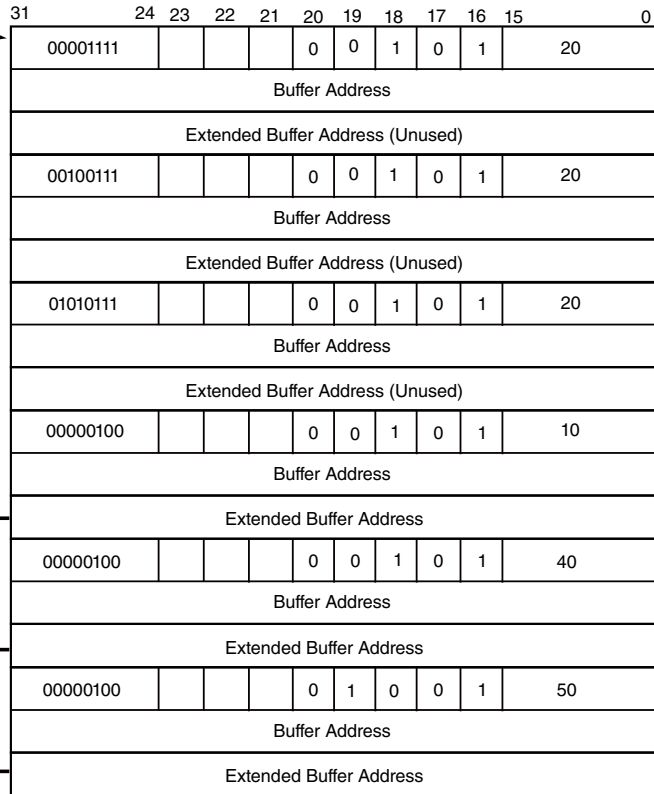 31 24 23 22 21 20 19 18 17 16 15 0
00001111 0 0 1 0 1 20
Buffer Address
Extended Buffer Address (Unused)
00100111 0 0 1 0 1 20
Buffer Address
Extended Buffer Address (Unused)
01010111 0 0 1 0 1 20
Buffer Address
Extended Buffer Address (Unused)
00000100 0 0 1 0 1 10
Buffer Address
Extended Buffer Address
00000100 0 0 1 0 1 40
Buffer Address
Extended Buffer Address
00000100 0 1 0 0 1 50
Buffer Address
Extended Buffer Address